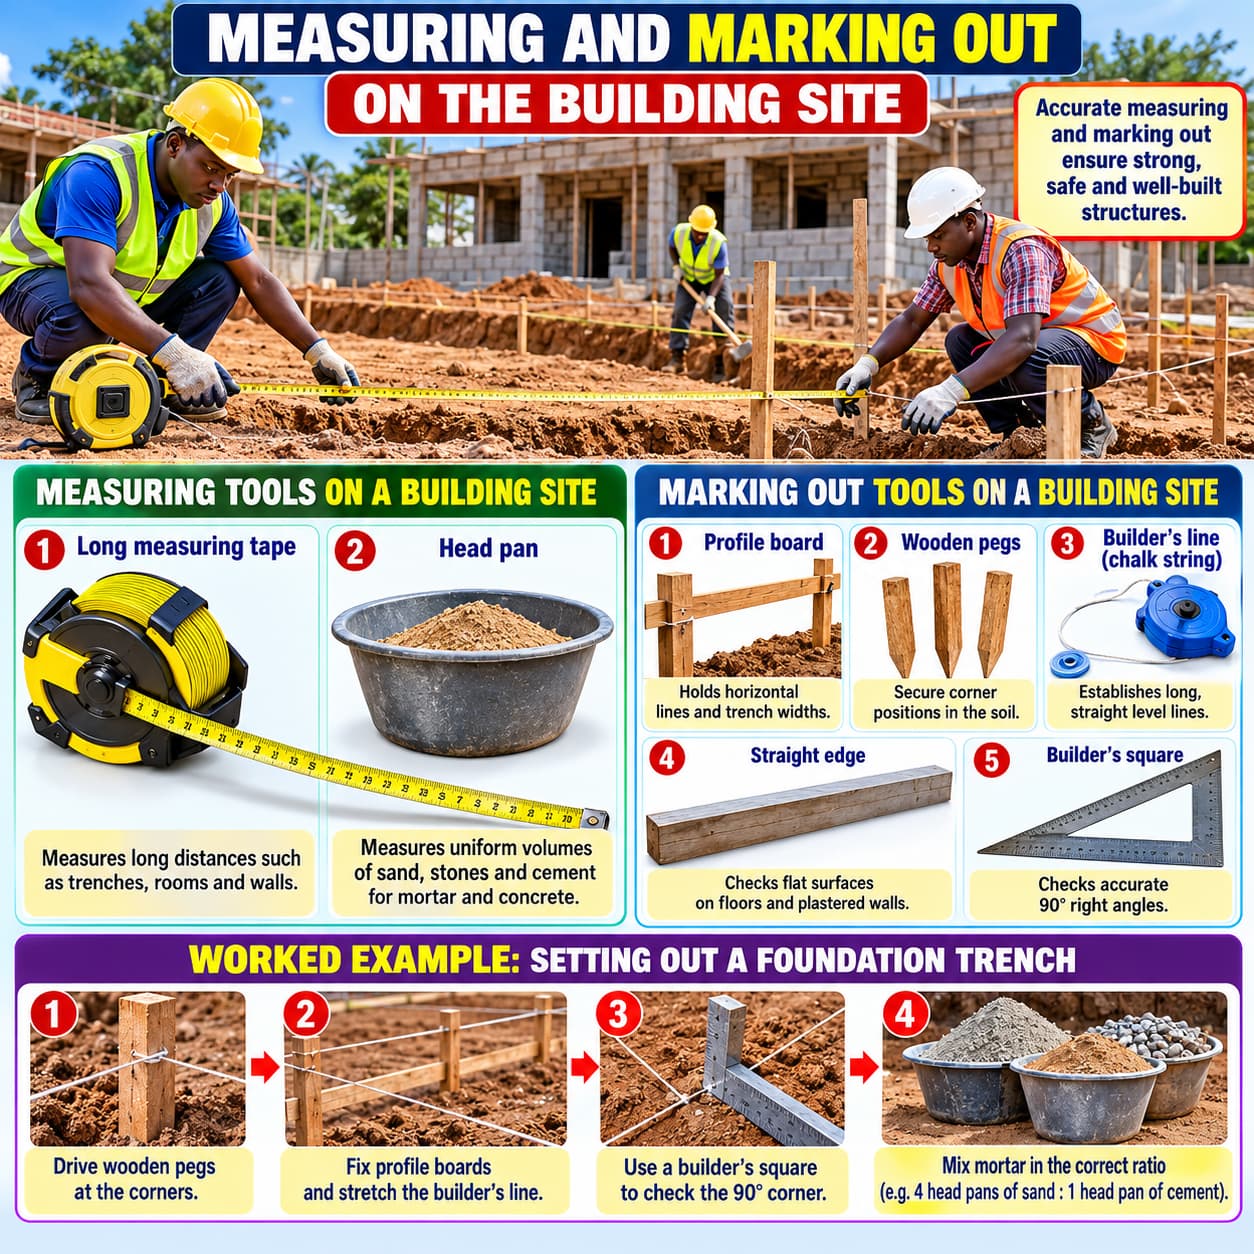 MEASURING AND MARKING OUT
ON THE BUILDING SITE
Accurate measuring
and marking out
ensure strong,
safe and well-built
structures.
MEASURING TOOLS ON A BUILDING SITE
1 Long measuring tape
Measures long distances such
as trenches, rooms and walls.
2 Head pan
Measures uniform volumes
of sand, stones and cement
for mortar and concrete.
MARKING OUT TOOLS ON A BUILDING SITE
1 Profile board
Holds horizontal
lines and trench widths.
2 Wooden pegs
Secure corner
positions in the soil.
3 Builder's line
(chalk string)
Establishes long,
straight level lines.
4 Straight edge
Checks flat surfaces
on floors and plastered walls.
5 Builder's square
Checks accurate
90° right angles.
WORKED EXAMPLE: SETTING OUT A FOUNDATION TRENCH
1
Drive wooden pegs
at the corners.
2
Fix profile boards
and stretch the builder's line.
3
Use a builder's square
to check the 90° corner.
4
Mix mortar in the correct ratio
(e.g. 4 head pans of sand : 1 head pan of cement).